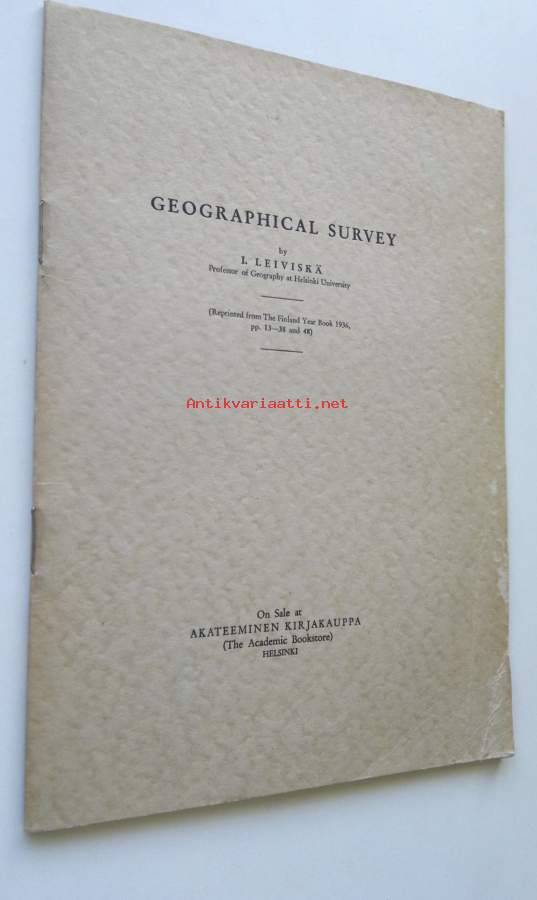 GEOGRAPHICAL SURVEY
by
I. LEIVISKÄ
Professor of Geography at Helsinki University
(Reprinted from The Finland Year Book 1936,
pp. 13—38 and 48)
Antikvariaatti.net
On Sale at
AKATEEMINEN KIRJAKAUPPA
(The Academic Bookstore)
HELSINKI